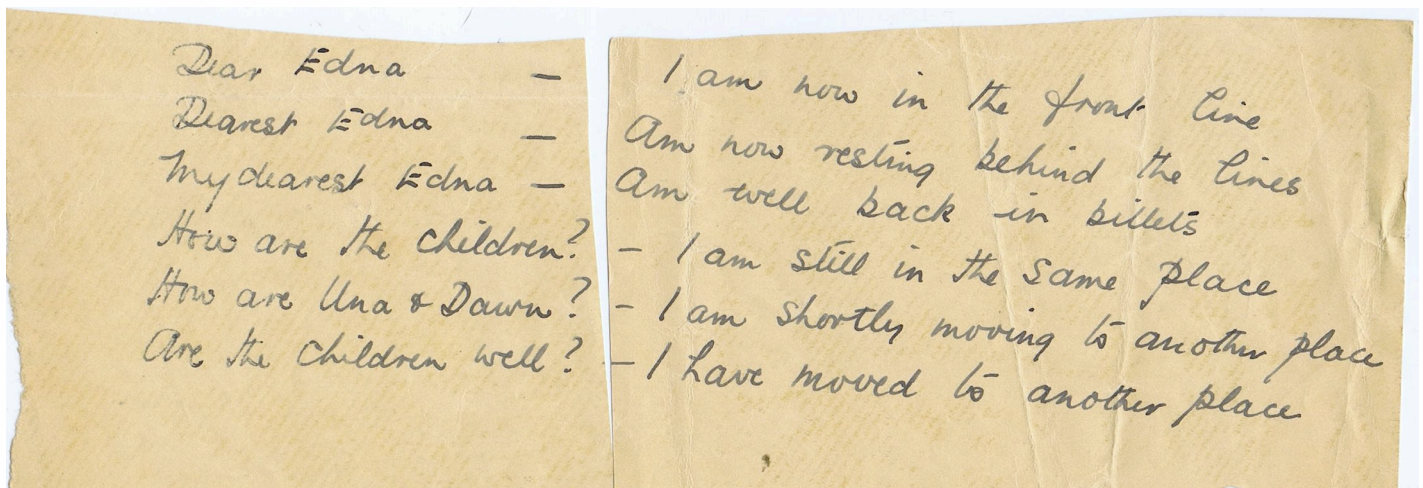 Dear Edna — I am now in the front line
Dearest Edna — Am now resting behind the lines
My dearest Edna — Am well back in billets
How are the children? — I am still in the same place
How are Una & Dawn? — I am shortly moving to another place
Are the children well? — I have moved to another place